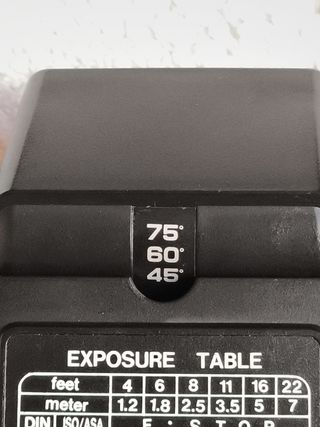 75°
60°
45°
EXPOSURE TABLE
feet 4 6 8 11 16 22
meter 1.2 1.8 2.5 3.5 5 7
DIN ISO/ASA F : STOP